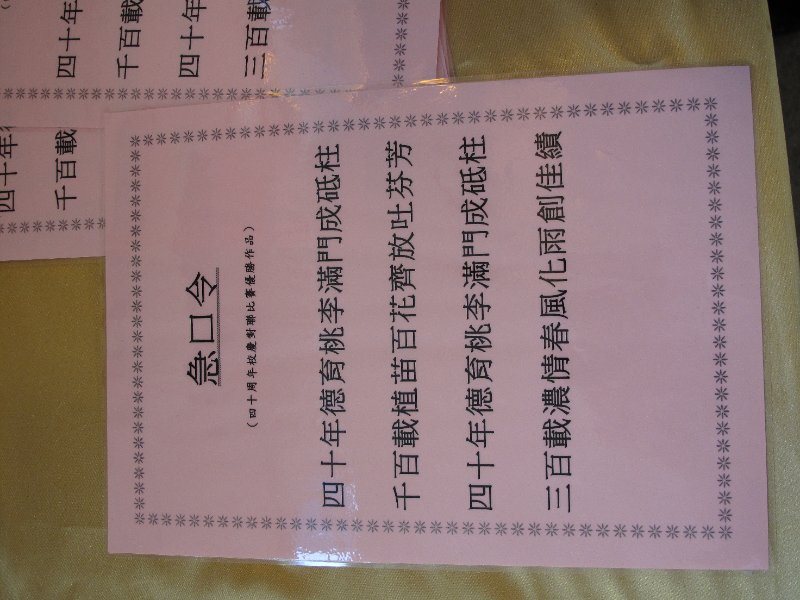 急口令
（四十周年校慶對聯比賽優勝作品）
四十年德育桃李滿門成砥柱
千百載植苗百花齊放吐芬芳
四十年德育桃李滿門成砥柱
三百載濃情春風化雨創佳績
四十年
千百載
四十年
三百載
四十年德
千百載